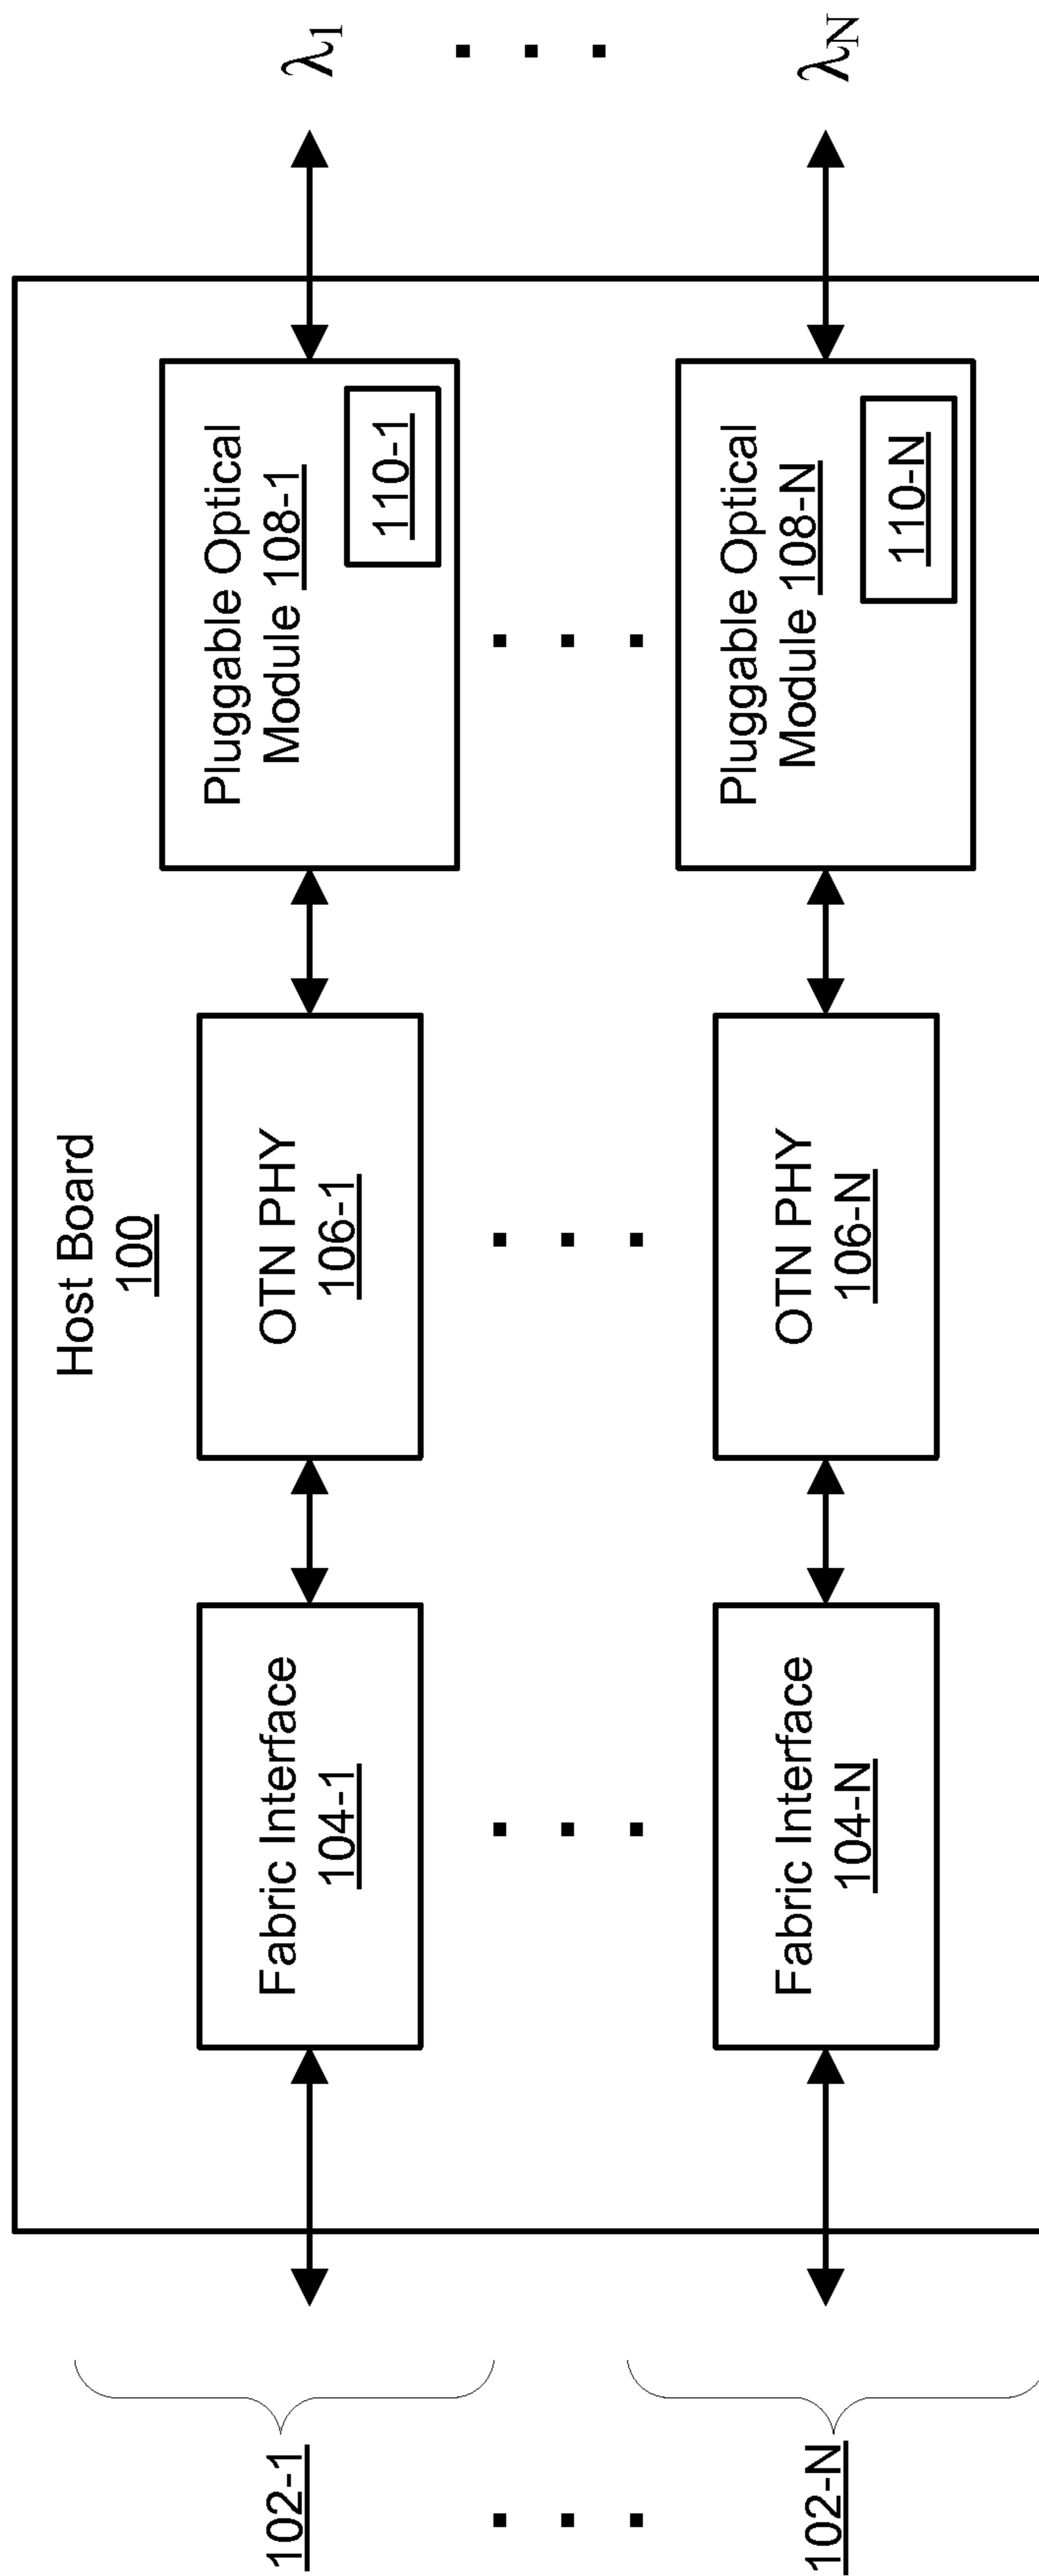 Host Board
100
102-1
Fabric Interface
104-1
OTN PHY
106-1
Pluggable Optical
Module 108-1
110-1
λ1
102-N
Fabric Interface
104-N
OTN PHY
106-N
Pluggable Optical
Module 108-N
110-N
λN